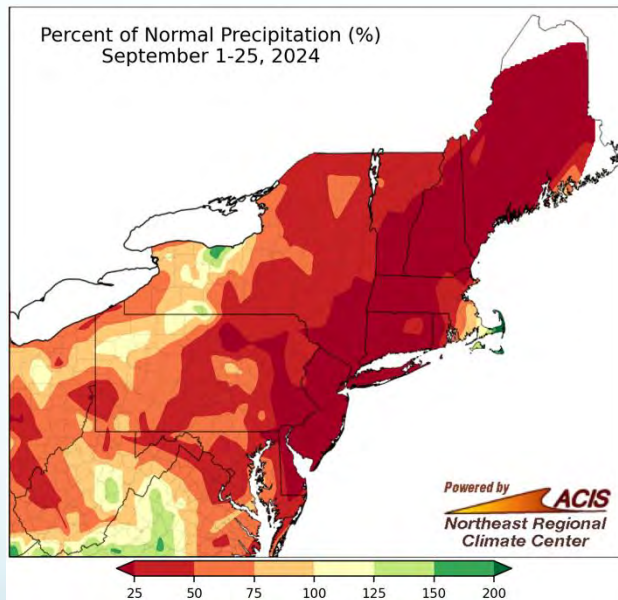 Percent of Normal Precipitation (%)
September 1-25, 2024
Powered by
ACIS
Northeast Regional
Climate Center
25 50 75 100 125 150 200